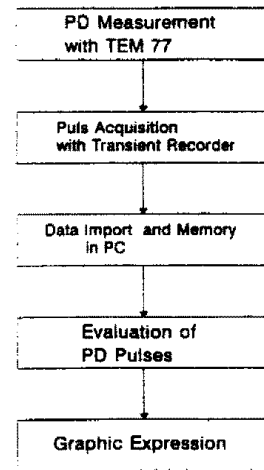 PD Measurement
with TEM 77
Puls Acquisition
with Transient Recorder
Data Import and Memory
in PC
Evaluation of
PD Pulses
Graphic Expression